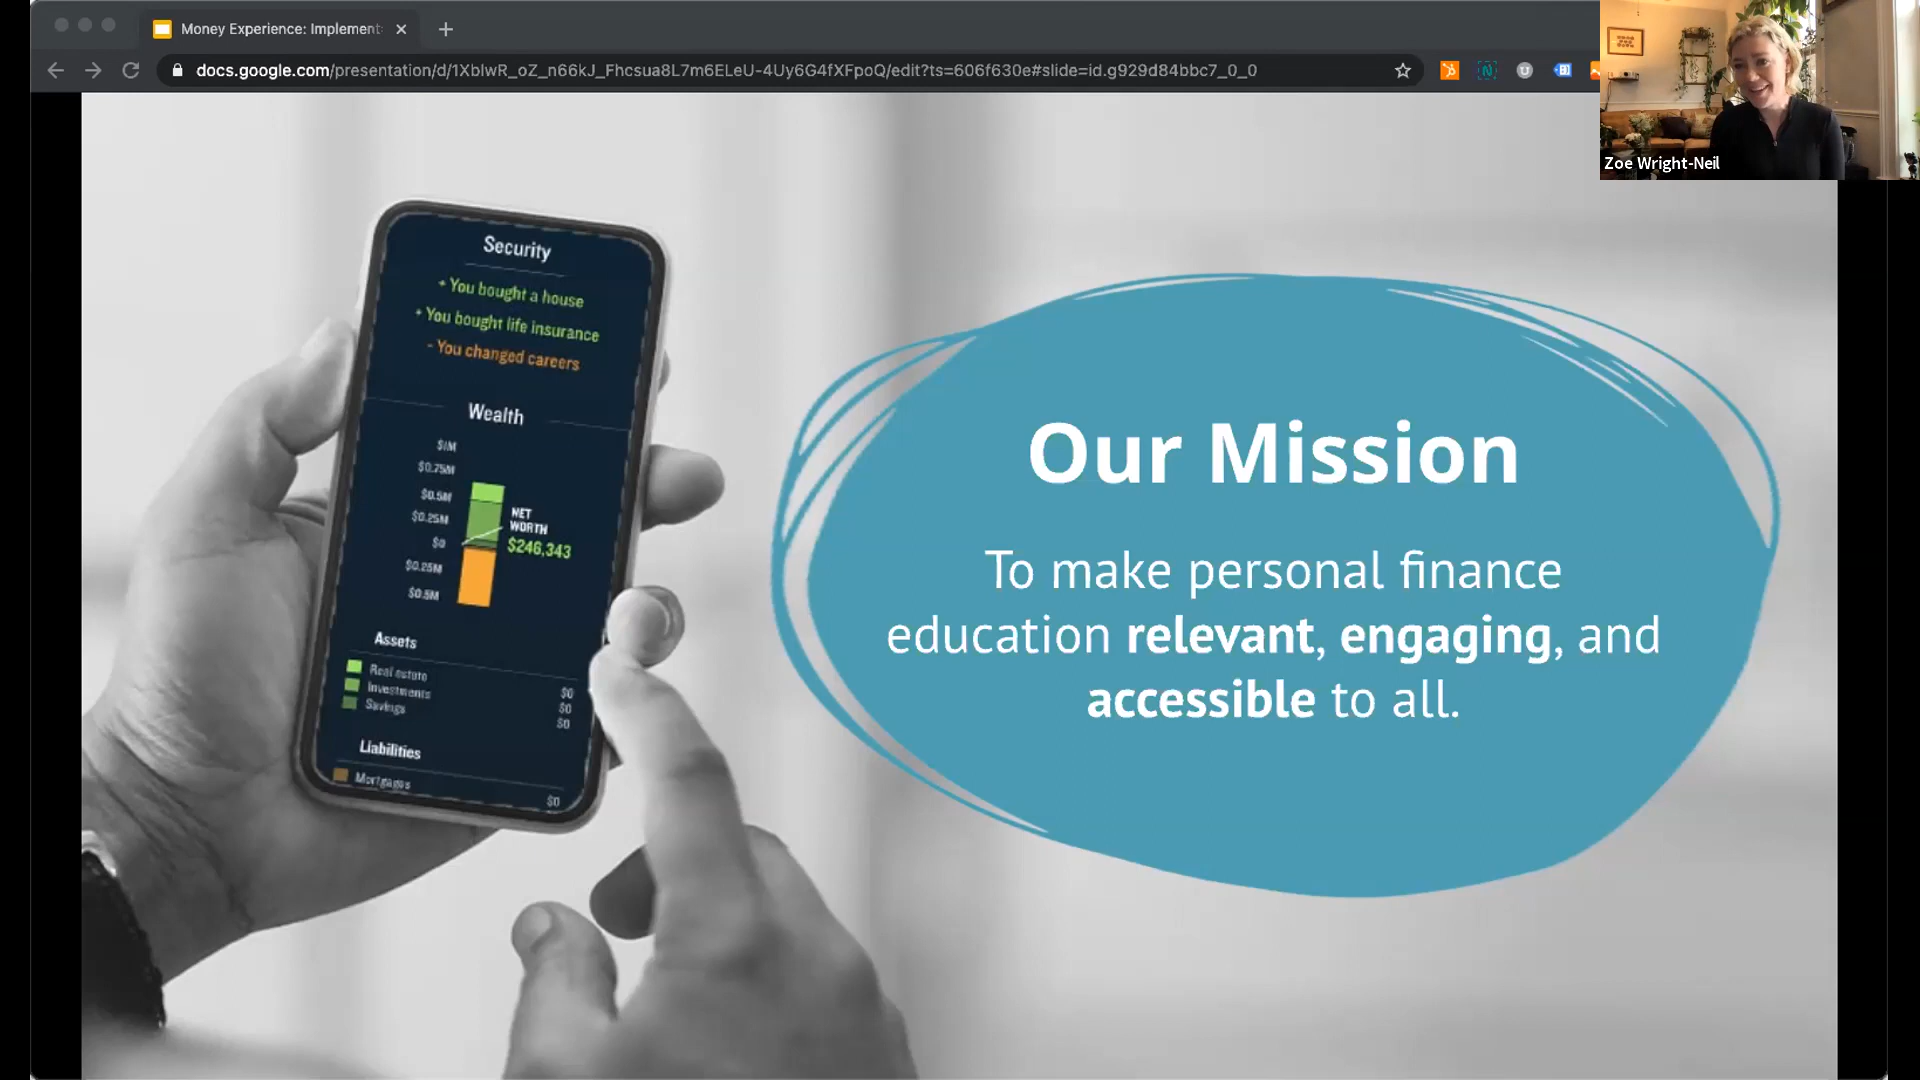 Money Experience: Implement
docs.google.com/presentation/d/1XblwR_oZ_n66kJ_Fhcsua8L7m6ELeU-4Uy6G4fXFpoQ/edit?ts=606f630e#slide=id.g929d84bbc7_0_0
Zoe Wright-Neil
Security
+ You bought a house
+ You bought life insurance
- You changed careers
Wealth
$1M
$0.75M
$0.5M
$0.25M
$0
$0.25M
$0.5M
NET
WORTH
$246,343
Assets
Real estate $0
Investments $0
Savings $0
Liabilities
Mortgages $0
Our Mission
To make personal finance
education relevant, engaging, and
accessible to all.